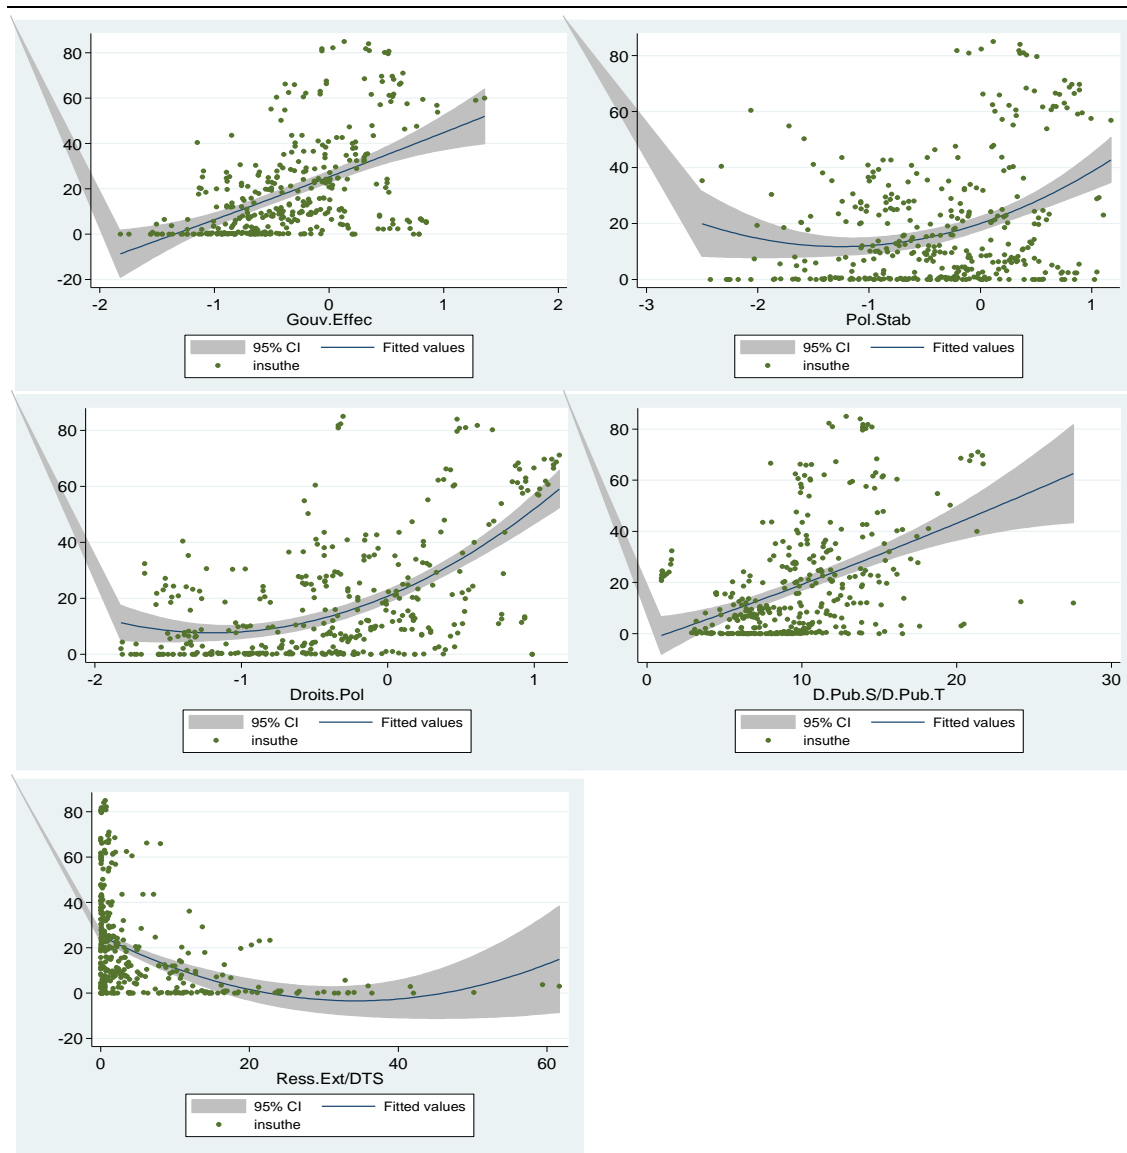 80
60
40
20
0
-20
-2 -1 0 1 2
Gouv.Effec
95% CI Fitted values
insuthe
80
60
40
20
0
-3 -2 -1 0 1
Pol.Stab
95% CI Fitted values
insuthe
80
60
40
20
0
-2 -1 0 1
Droits.Pol
95% CI Fitted values
insuthe
80
60
40
20
0
0 10 20 30
D.Pub.S/D.Pub.T
95% CI Fitted values
insuthe
80
60
40
20
0
-20
0 20 40 60
Ress.Ext/DTS
95% CI Fitted values
insuthe